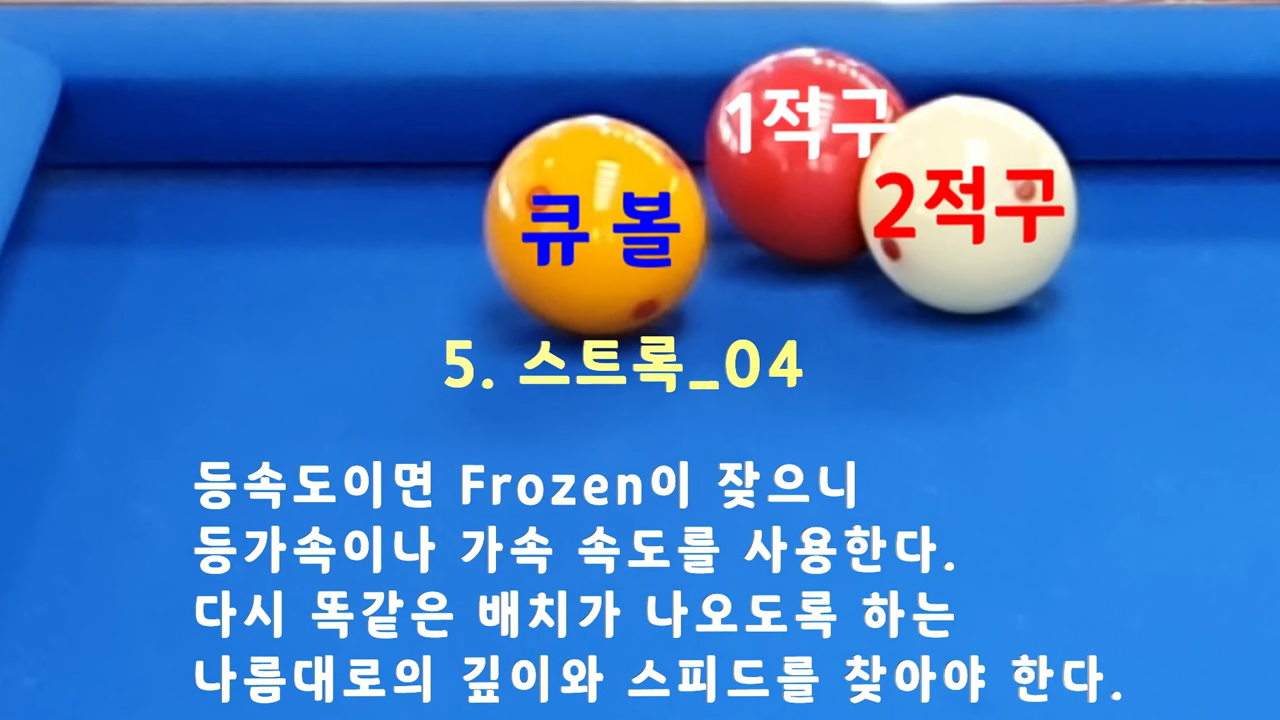 1적구
2적구
큐 볼
5. 스트록_04
등속도이면 Frozen이 잦으니
등가속이나 가속 속도를 사용한다.
다시 똑같은 배치가 나오도록 하는
나름대로의 깊이와 스피드를 찾아야 한다.